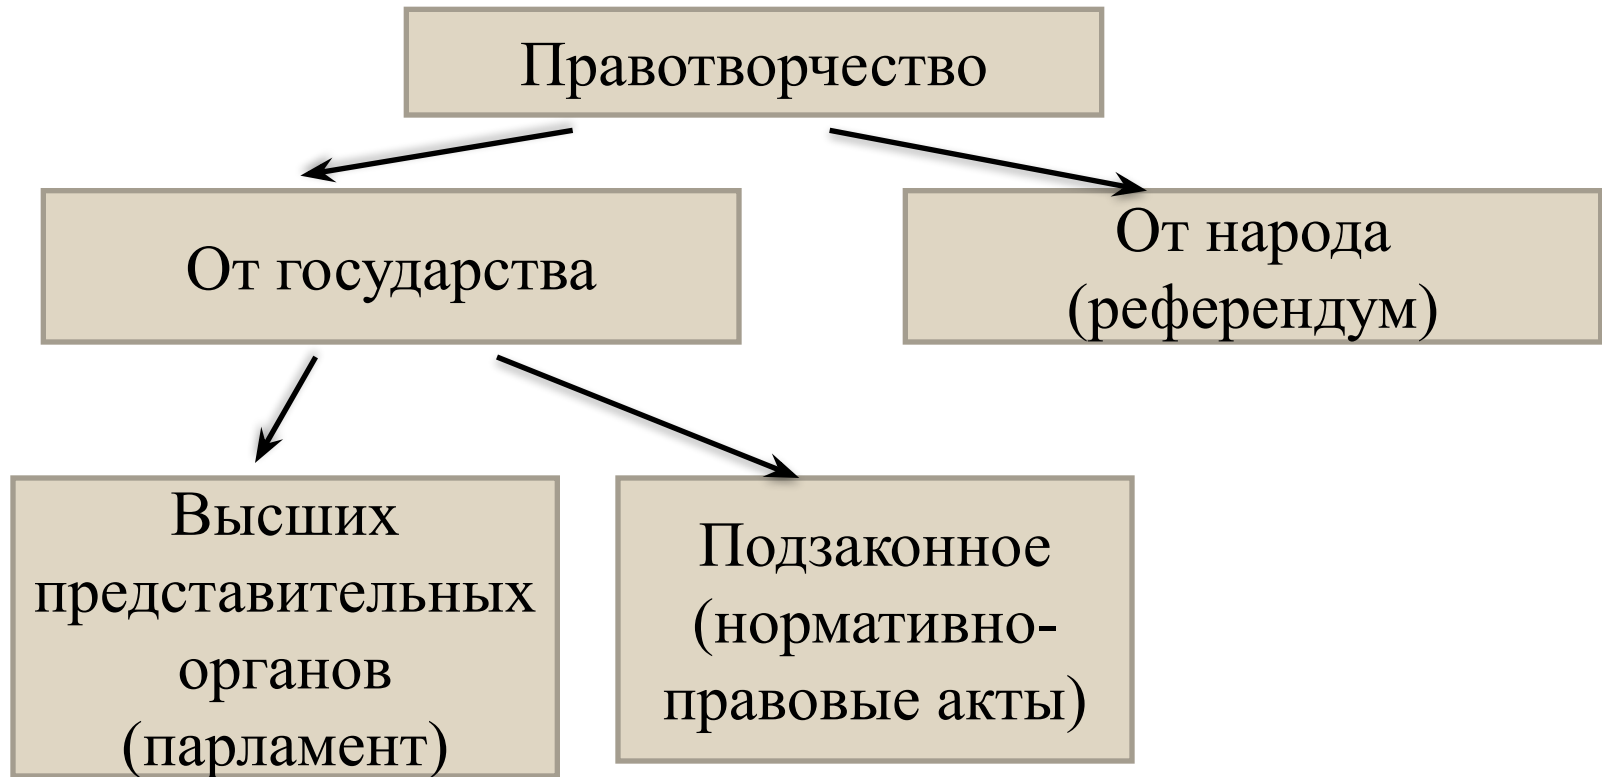 Правотворчество
От государства
От народа
(референдум)
Высших
представительных
органов
(парламент)
Подзаконное
(нормативно-
правовые акты)